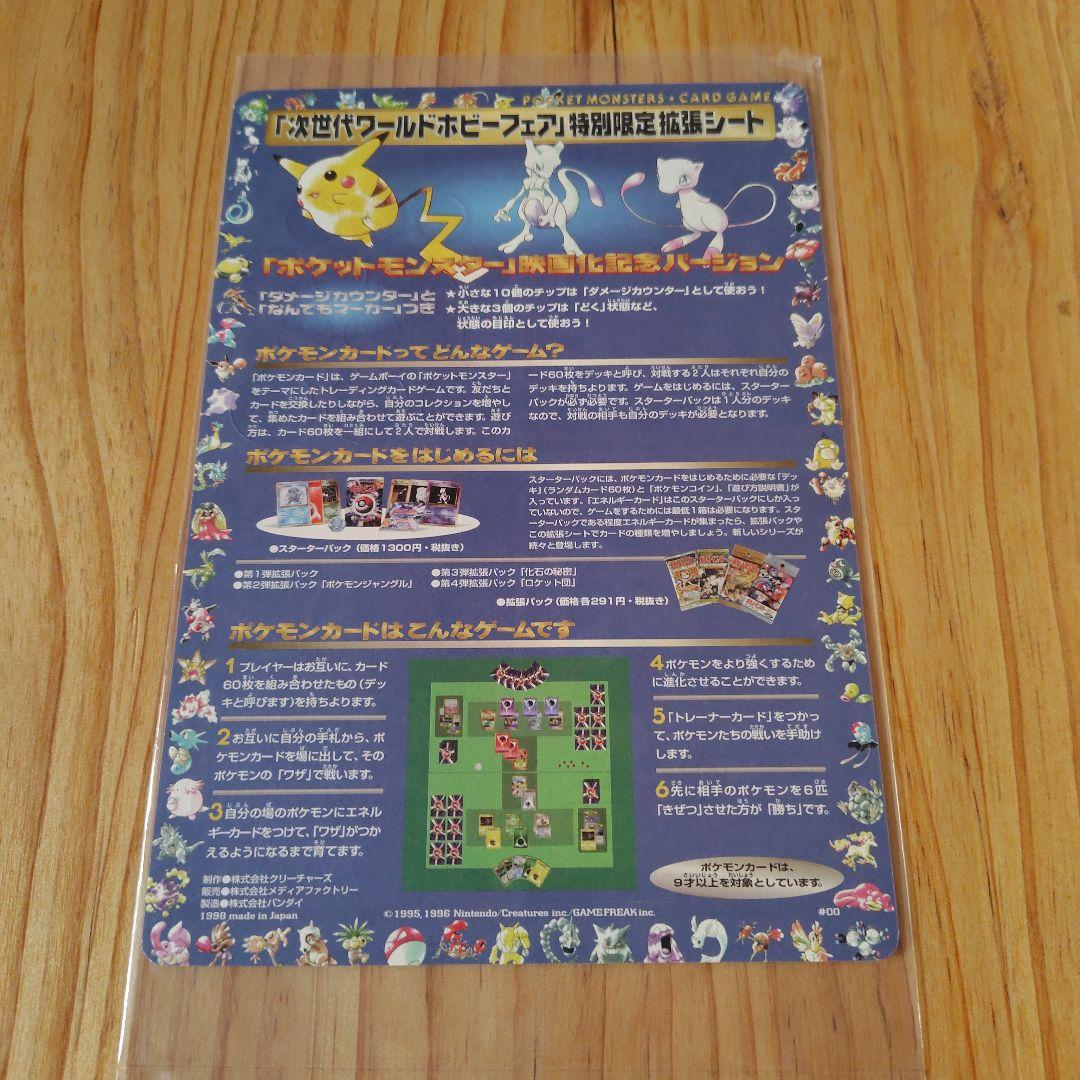 POCKET MONSTERS・CARD GAME
「次世代ワールドホビーフェア」特別限定拡張シート
「ポケットモンスター」映画化記念バージョン
「ダメージカウンター」と
「なんでもマーカー」つき
★小さな10個のチップは「ダメージカウンター」として使おう！
★大きな3個のチップは「どく」状態など、
状態の目印として使おう！
ポケモンカードってどんなゲーム？
「ポケモンカード」は、ゲームボーイの「ポケットモンスター」
をテーマにしたトレーディングカードゲームです。友だちと
カードを交換したりしながら、自分のコレクションを増やし
て、集めたカードを組み合わせて遊ぶことができます。遊び
方は、カード60枚を一組にして2人で対戦します。このカ
ード60枚をデッキと呼び、対戦する2人はそれぞれ自分の
デッキを持ちよります。ゲームをはじめるには、スターター
パックが必ず必要です。スターターパックは1人分のデッキ
なので、対戦の相手も自分のデッキが必要となります。
ポケモンカードをはじめるには
スターターパックには、ポケモンカードをはじめるために必要な「デッ
キ」（ランダムカード60枚）と「ポケモンコイン」、「遊び方説明書」が
入っています。「エネルギーカード」はこのスターターパックにしか入っ
ていないので、ゲームをするためには最低1箱は必要になります。スタ
ーターパックである程度エネルギーカードが集まったら、拡張パックや
この拡張シートでカードの種類を増やしましょう。新しいシリーズが
続々と登場します。
●スターターパック（価格1300円・税抜き）
●第1弾拡張パック
●第2弾拡張パック「ポケモンジャングル」
●第3弾拡張パック「化石の秘密」
●第4弾拡張パック「ロケット団」
●拡張パック（価格各291円・税抜き）
ポケモンカードはこんなゲームです
1 プレイヤーはお互いに、カード
60枚を組み合わせたもの（デッ
キと呼びます）を持ちよります。
2 お互いに自分の手札から、ポ
ケモンカードを場に出して、その
ポケモンの「ワザ」で戦います。
3 自分の場のポケモンにエネル
ギーカードをつけて、「ワザ」がつか
えるようになるまで育てます。
4 ポケモンをより強くするため
に進化させることができます。
5 「トレーナーカード」をつかっ
て、ポケモンたちの戦いを手助け
します。
6 先に相手のポケモンを6匹
「きぜつ」させた方が「勝ち」です。
ポケモンカードは、
9才以上を対象としています。
制作●株式会社クリーチャーズ
販売●株式会社メディアファクトリー
製造●株式会社バンダイ
1998 made in Japan
©1995, 1996 Nintendo/Creatures inc./GAME FREAK inc.
#00